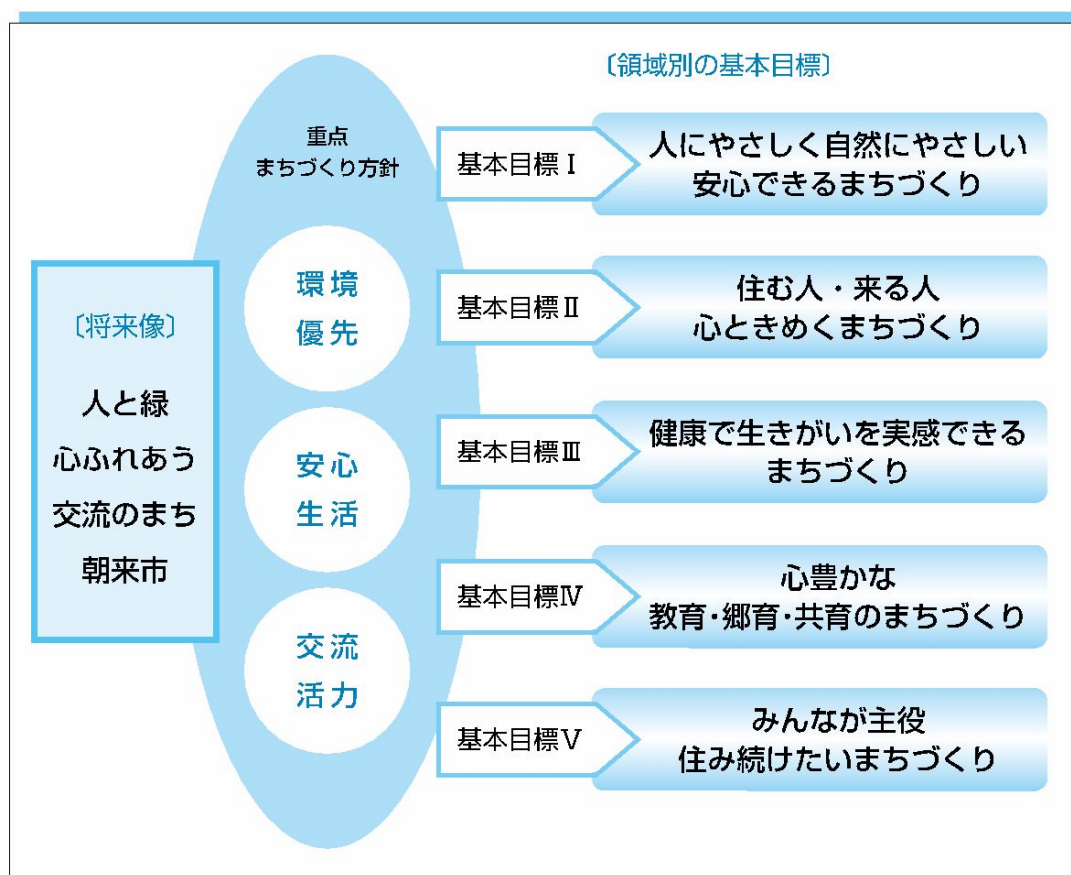 〔将来像〕
人と緑
心ふれあう
交流のまち
朝来市
重点
まちづくり方針
環境
優先
安心
生活
交流
活力
〔領域別の基本目標〕
基本目標Ⅰ
人にやさしく自然にやさしい
安心できるまちづくり
基本目標Ⅱ
住む人・来る人
心ときめくまちづくり
基本目標Ⅲ
健康で生きがいを実感できる
まちづくり
基本目標Ⅳ
心豊かな
教育・郷育・共育のまちづくり
基本目標Ⅴ
みんなが主役
住み続けたいまちづくり